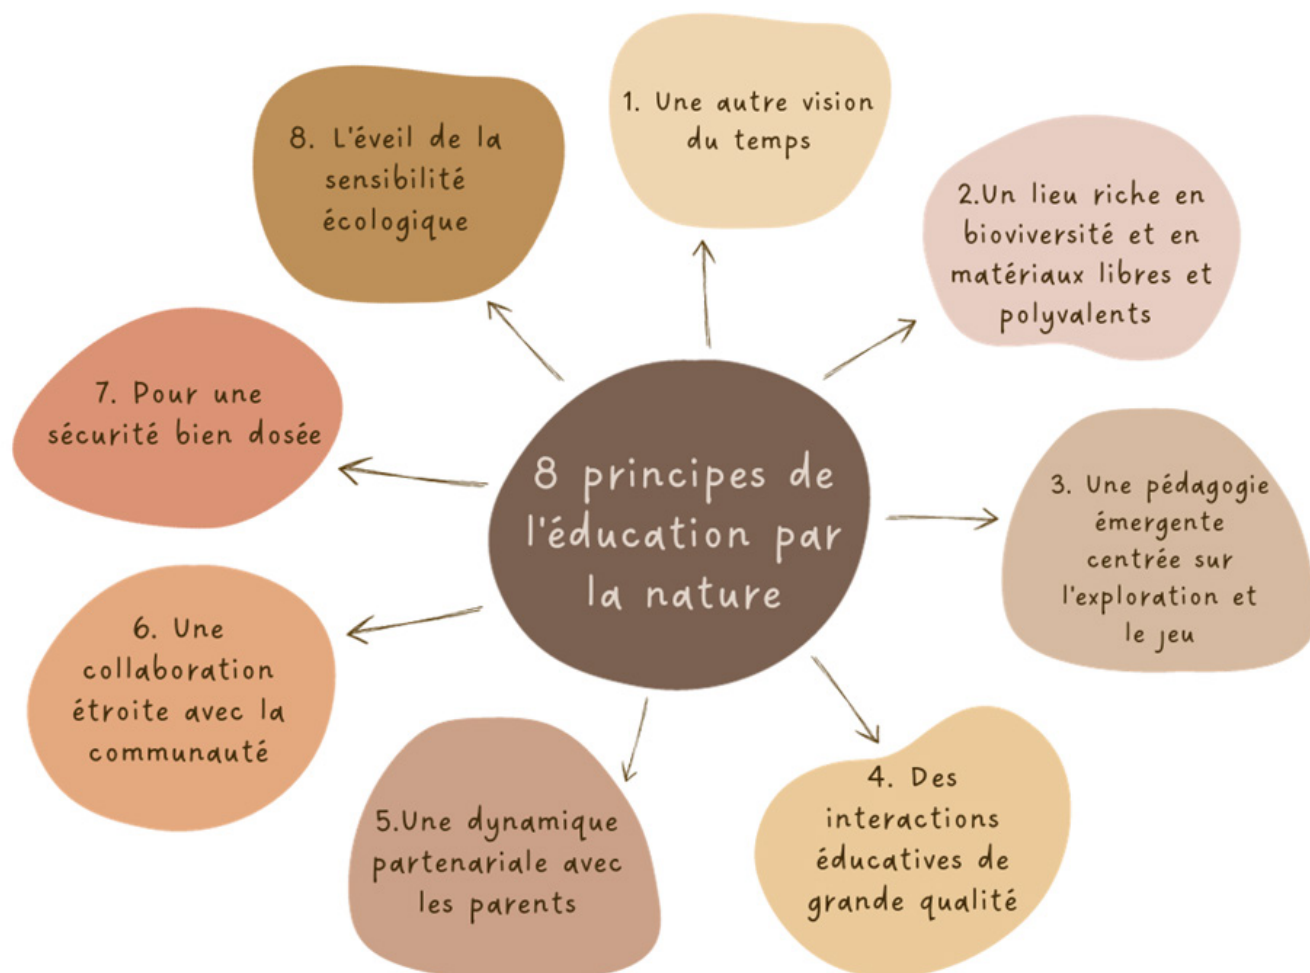 8 principes de
l'éducation par
la nature
1. Une autre vision
du temps
2.Un lieu riche en
bioviversité et en
matériaux libres et
polyvalents
3. Une pédagogie
émergente
centrée sur
l'exploration et
le jeu
4. Des
interactions
éducatives de
grande qualité
5.Une dynamique
partenariale avec
les parents
6. Une
collaboration
étroite avec la
communauté
7. Pour une
sécurité bien dosée
8. L'éveil de la
sensibilité
écologique